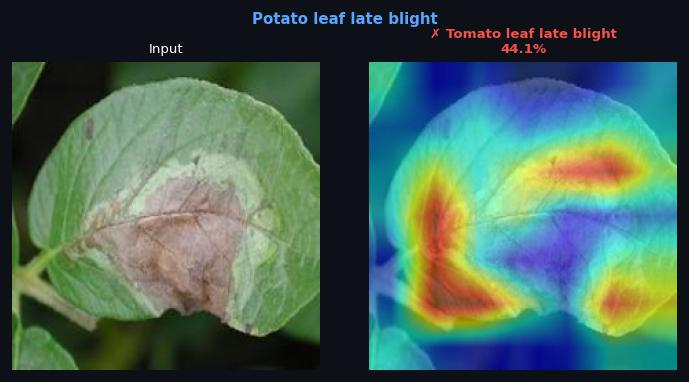 Potato leaf late blight
Input
✗ Tomato leaf late blight
44.1%